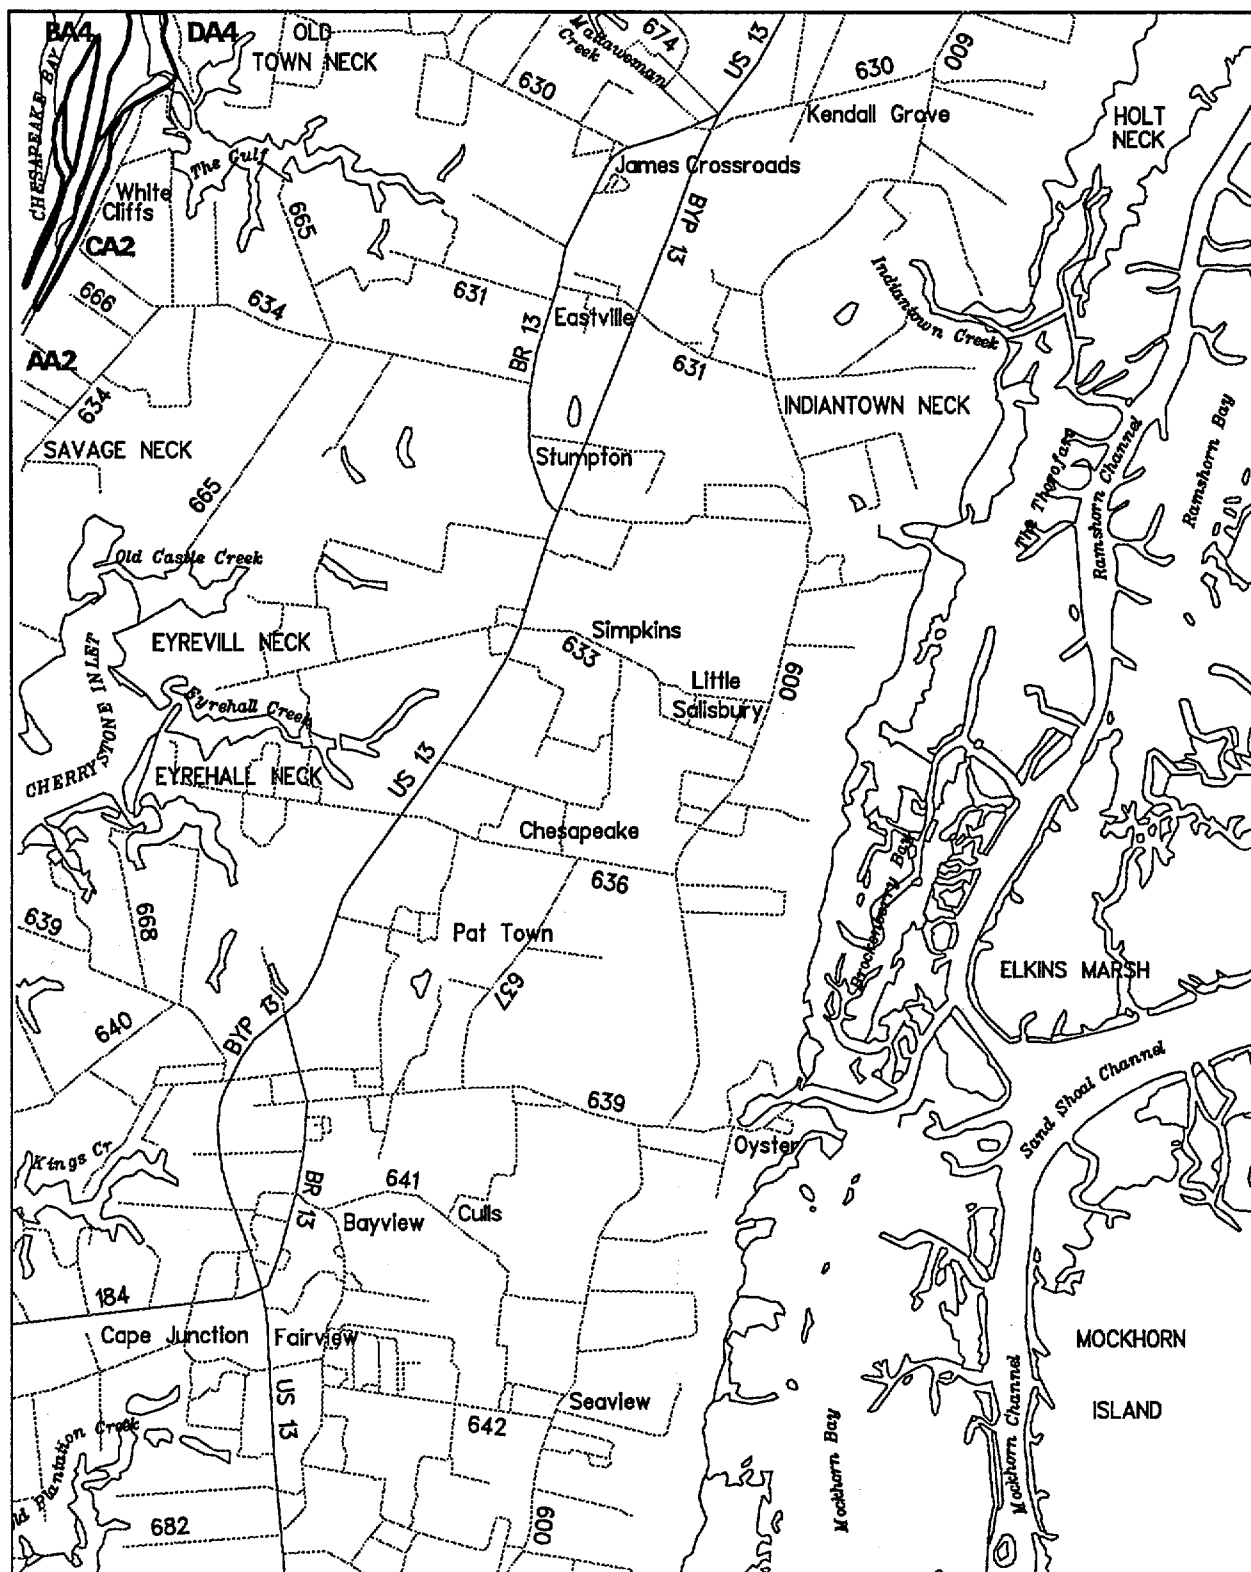 BA4
DA4
OLD
TOWN NECK
Mattawoman
Creek
674
US 13
600
630
630
Kendall Grove
HOLT
NECK
CHESAPEAKE BAY
The Gulf
James Crossroads
White
Cliffs
665
BYP 13
CA2
666
634
631
BR 13
Eastville
631
Indiantown Creek
AA2
634
INDIANTOWN NECK
SAVAGE NECK
Stumpton
665
The Thorofare
Ramshorn Channel
Ramshorn Bay
Old Castle Creek
EYREVILL NECK
Simpkins
633
Little
Salisbury
600
CHERRYSTONE INLET
Eyrehall Creek
EYREHALL NECK
US 13
Chesapeake
636
Brockenberry Bay
639
668
Pat Town
637
ELKINS MARSH
640
BYP 13
639
Sand Shoal Channel
Oyster
Kings Cr
BR 13
641
Bayview
Culls
184
Cape Junction
Fairview
MOCKHORN
ISLAND
US 13
642
Seaview
Mockhorn Bay
Mockhorn Channel
ld Plantation Creek
682
600